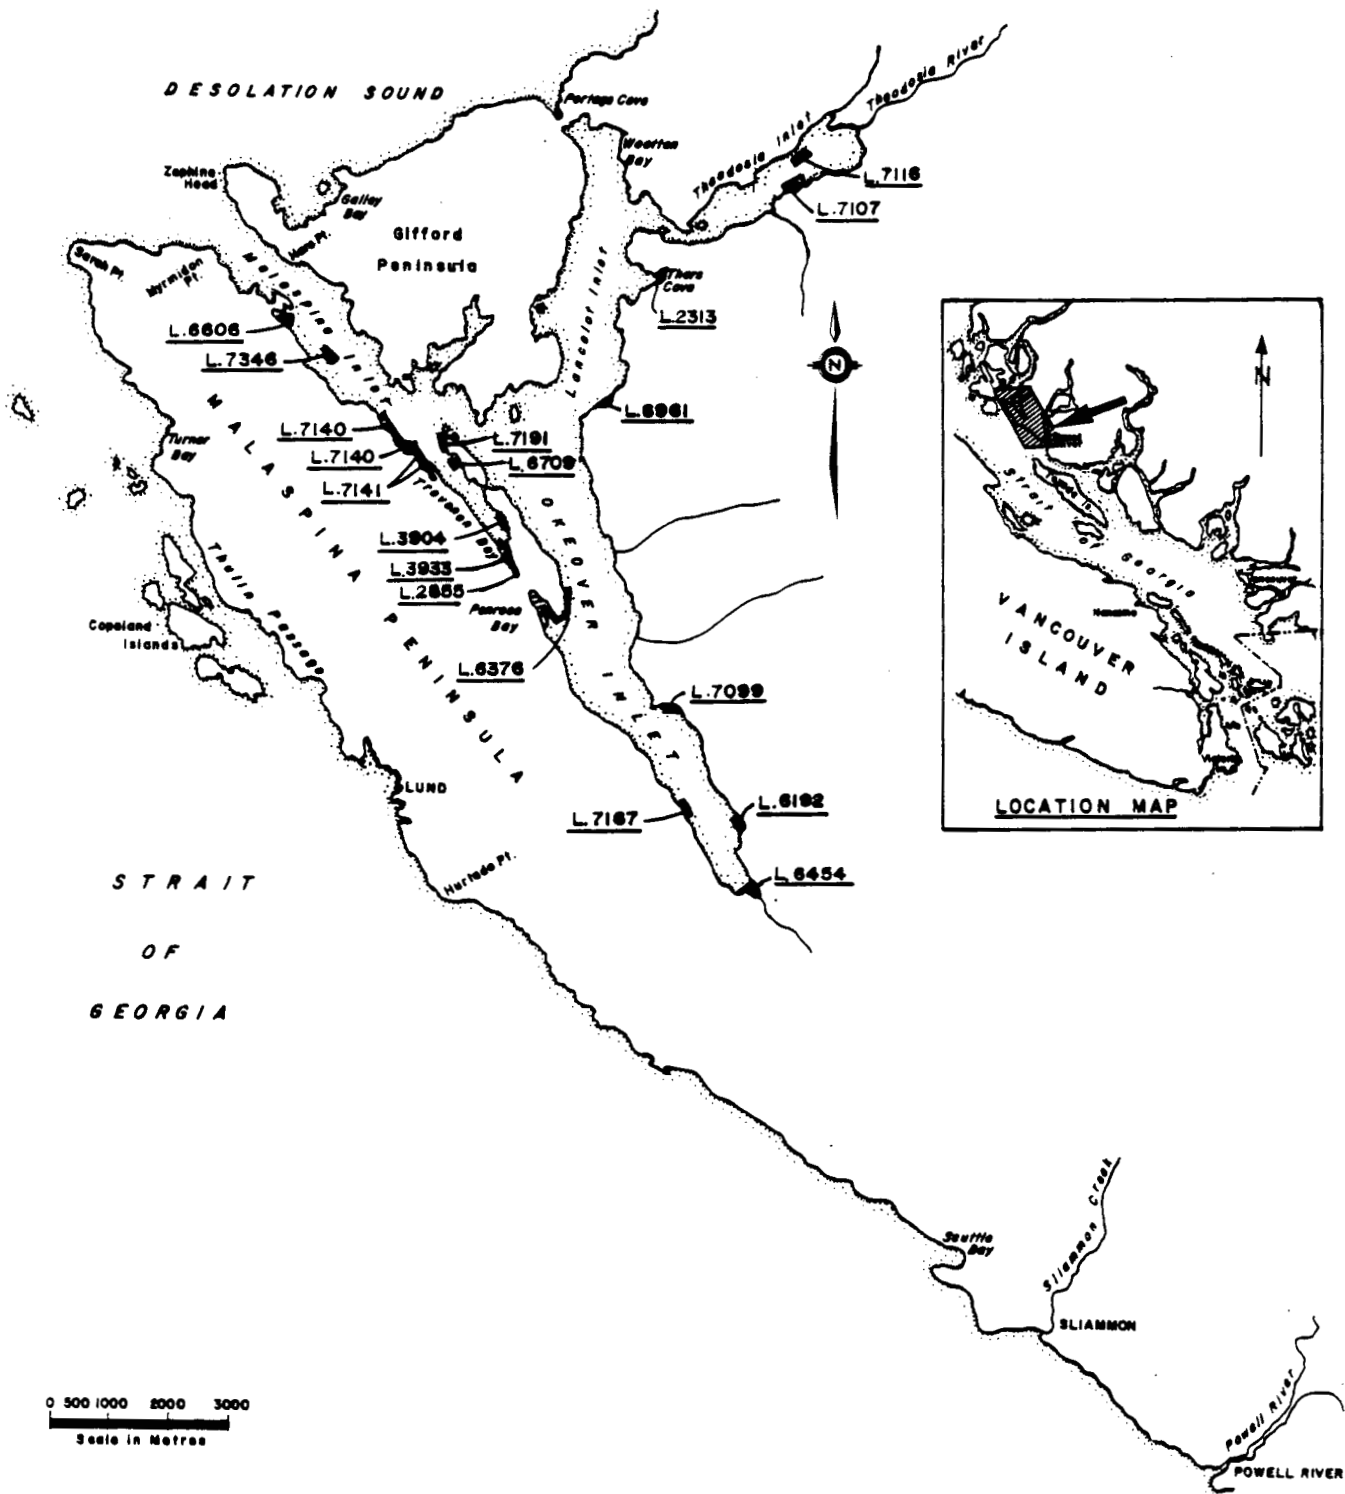 DESOLATION SOUND
Portage Cove
Theodosia River
Wootton
Bay
Theodosia Inlet
Zephine
Head
L.7116
Galley
Bay
L.7107
Gifford
Peninsula
Hare Pt.
Sarah Pt.
Myrmidon
Pt.
Malaspina Inlet
Lancelot Inlet
Thors
Cove
L.2313
L.6606
L.7346
N
MALASPINA PENINSULA
L.6961
L.7140
L.7191
Turner
Bay
L.7140
L.6709
L.7141
Trevenen Bay
OKEOVER INLET
L.3904
L.3933
L.2855
Thulin Passage
Penrose
Bay
Copeland
Islands
L.6376
L.7099
LUND
L.7167
L.6192
L.6454
Hurtado Pt.
STRAIT
OF
GEORGIA
N
Strait of Georgia
Nanaimo
VANCOUVER
ISLAND
LOCATION MAP
Scuttle
Bay
Sliammon Creek
SLIAMMON
Powell River
POWELL RIVER
0 500 1000 2000 3000
Scale in Metres